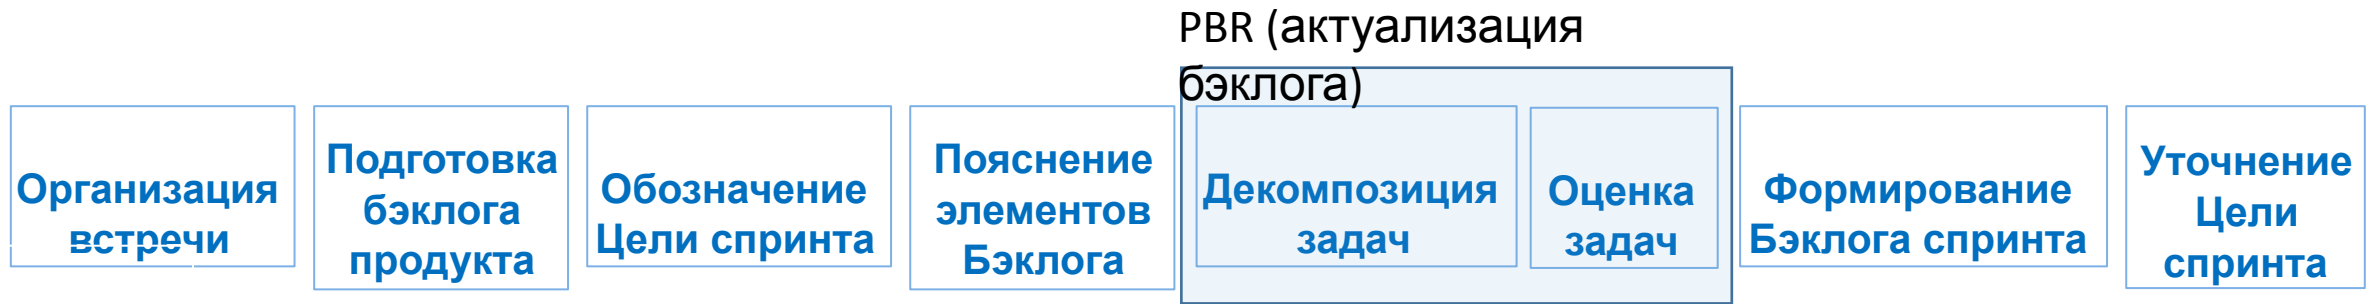 PBR (актуализация
бэклога)
Организация
встречи
Подготовка
бэклога
продукта
Обозначение
Цели спринта
Пояснение
элементов
Бэклога
Декомпозиция
задач
Оценка
задач
Формирование
Бэклога спринта
Уточнение
Цели
спринта